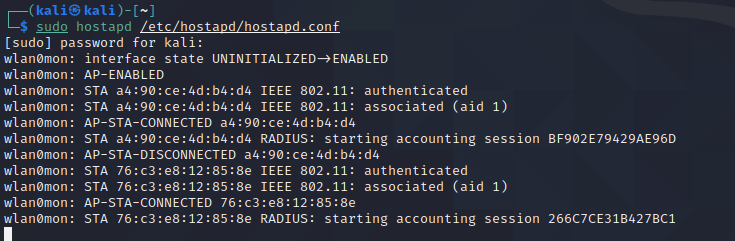 ┌──(kali㉿kali)-[~]
└─$ sudo hostapd /etc/hostapd/hostapd.conf
[sudo] password for kali:
wlan0mon: interface state UNINITIALIZED→ENABLED
wlan0mon: AP-ENABLED
wlan0mon: STA a4:90:ce:4d:b4:d4 IEEE 802.11: authenticated
wlan0mon: STA a4:90:ce:4d:b4:d4 IEEE 802.11: associated (aid 1)
wlan0mon: AP-STA-CONNECTED a4:90:ce:4d:b4:d4
wlan0mon: STA a4:90:ce:4d:b4:d4 RADIUS: starting accounting session BF902E79429AE96D
wlan0mon: AP-STA-DISCONNECTED a4:90:ce:4d:b4:d4
wlan0mon: STA 76:c3:e8:12:85:8e IEEE 802.11: authenticated
wlan0mon: STA 76:c3:e8:12:85:8e IEEE 802.11: associated (aid 1)
wlan0mon: AP-STA-CONNECTED 76:c3:e8:12:85:8e
wlan0mon: STA 76:c3:e8:12:85:8e RADIUS: starting accounting session 266C7CE31B427BC1